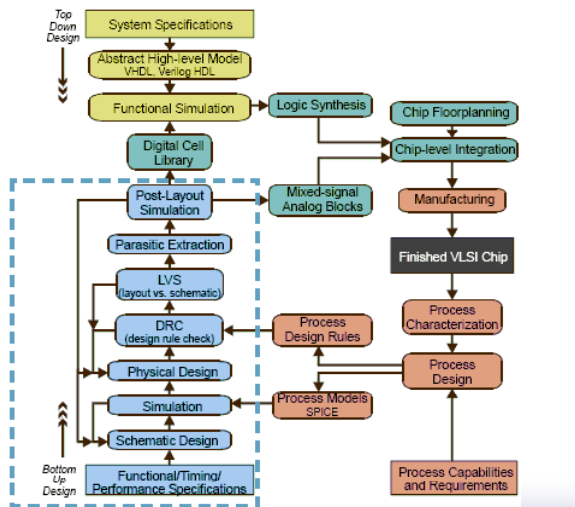 Top
Down
Design
System Specifications
Abstract High-level Model
VHDL, Verilog HDL
Functional Simulation
Logic Synthesis
Chip Floorplanning
Digital Cell
Library
Chip-level Integration
Post-Layout
Simulation
Mixed-signal
Analog Blocks
Manufacturing
Parasitic Extraction
Finished VLSI Chip
LVS
(layout vs. schematic)
DRC
(design rule check)
Process
Design Rules
Process
Characterization
Physical Design
Process
Design
Simulation
Process Models
SPICE
Schematic Design
Bottom
Up
Design
Functional/Timing/
Performance Specifications
Process Capabilities
and Requirements